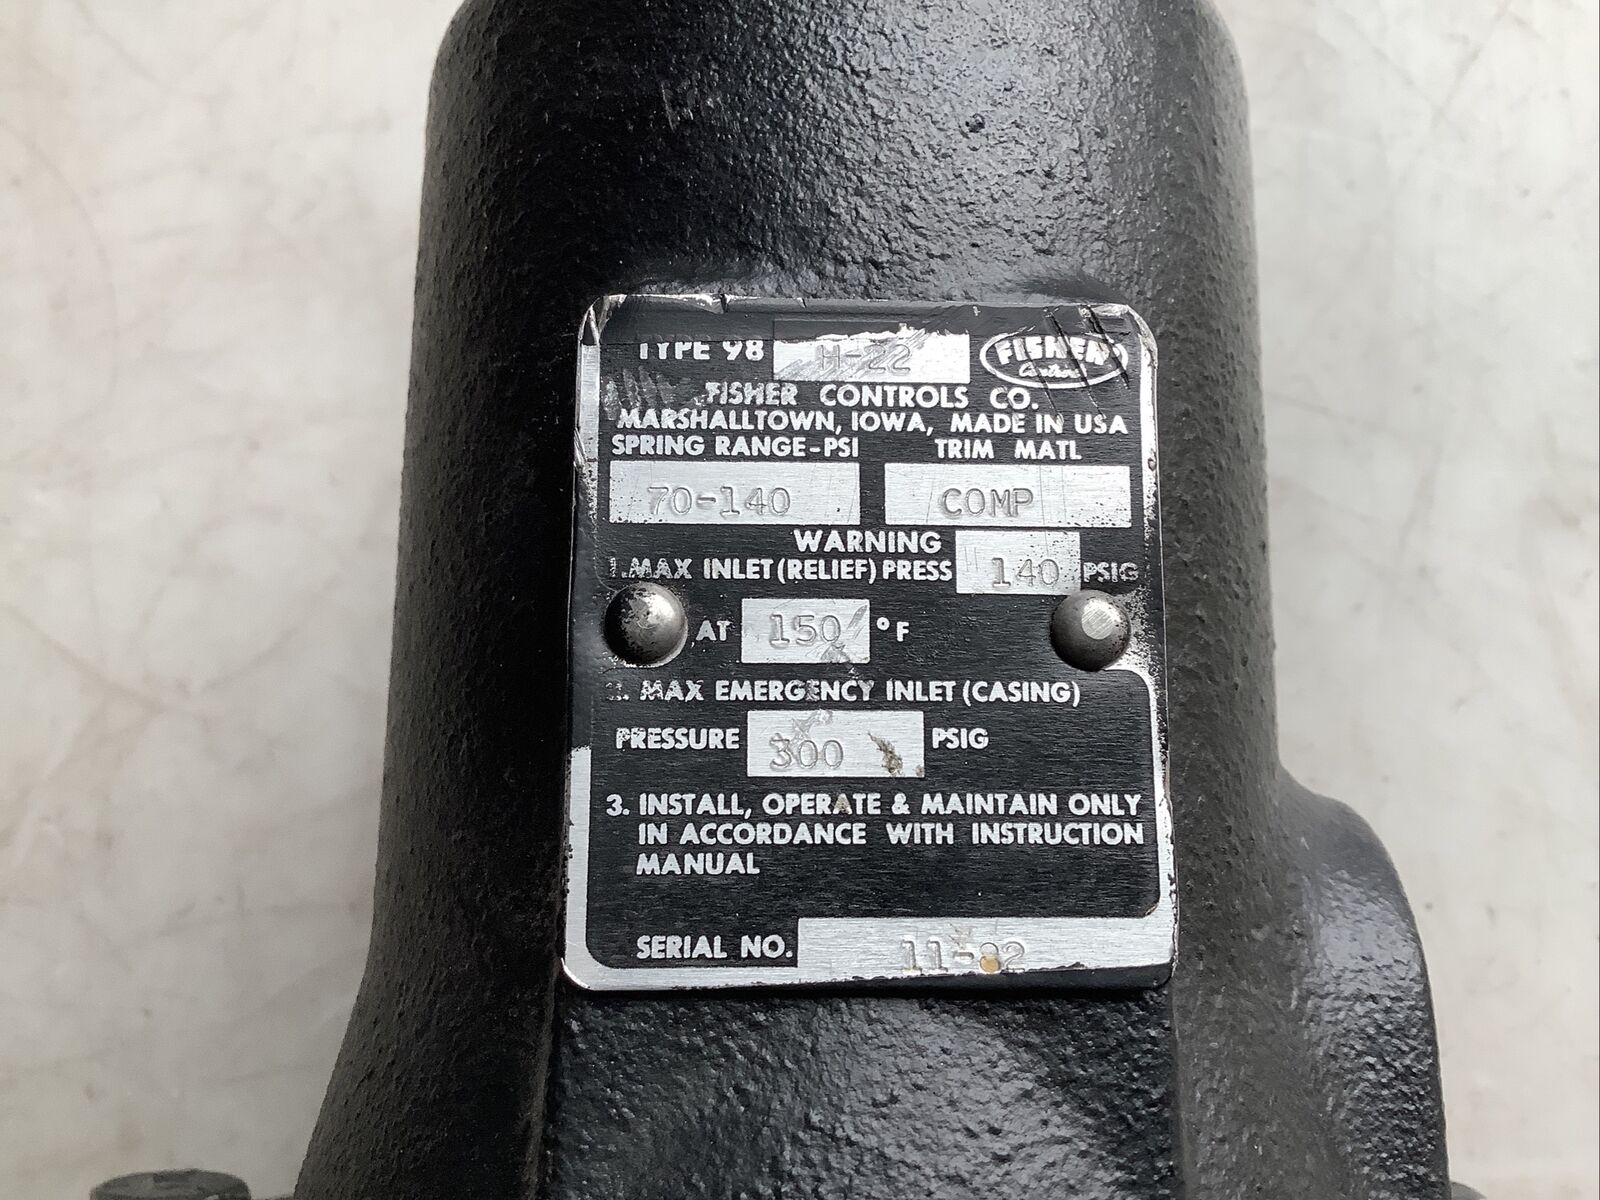 TYPE 98 H-22 FISHER Controls
FISHER CONTROLS CO.
MARSHALLTOWN, IOWA, MADE IN USA
SPRING RANGE-PSI TRIM MATL
70-140 COMP
WARNING
1. MAX INLET (RELIEF) PRESS 140 PSIG
AT 150 °F
2. MAX EMERGENCY INLET (CASING)
PRESSURE 300 PSIG
3. INSTALL, OPERATE & MAINTAIN ONLY
IN ACCORDANCE WITH INSTRUCTION
MANUAL
SERIAL NO. 11-82